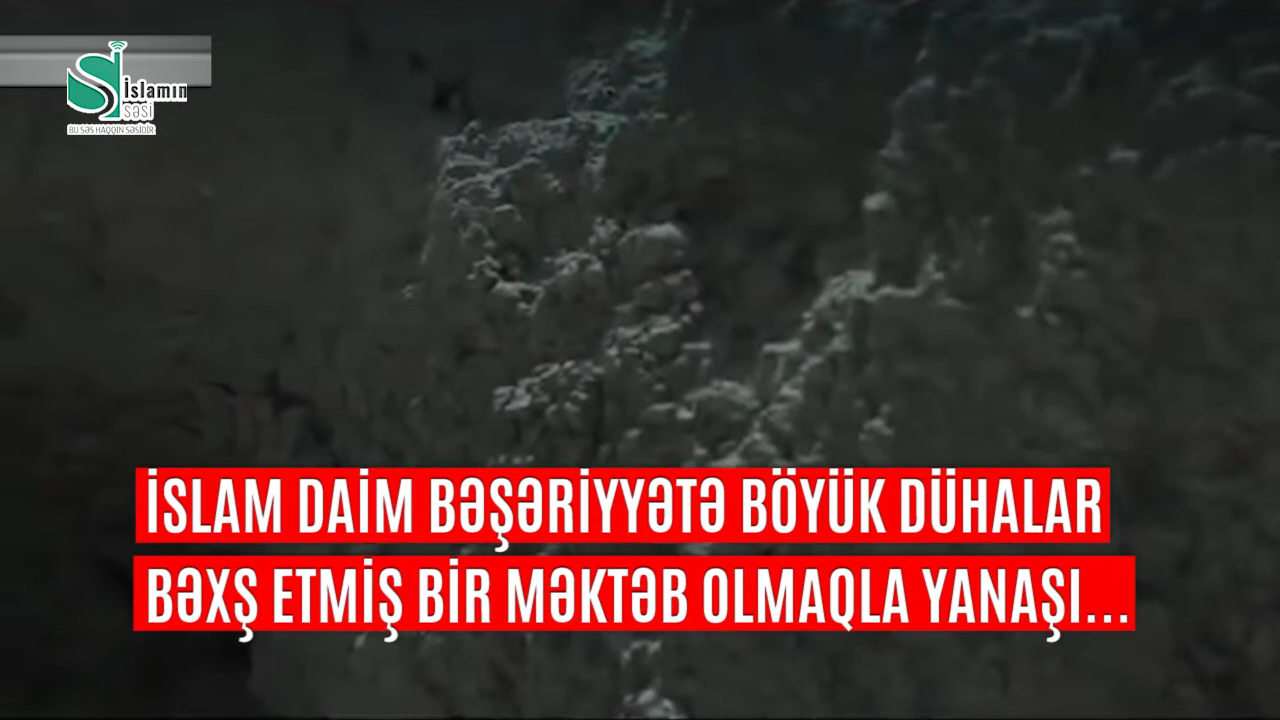 İslamın
səsi
BU SƏS HAQQIN SƏSİDİR
İSLAM DAİM BƏŞƏRİYYƏTƏ BÖYÜK DÜHALAR
BƏXŞ ETMİŞ BİR MƏKTƏB OLMAQLA YANAŞI...